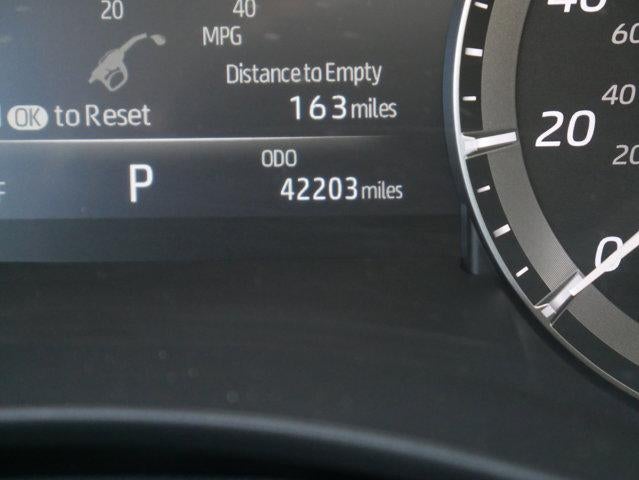 20 40
MPG
Distance to Empty
163 miles
OK to Reset
ODO
P 42203 miles
60
40
20
20
0